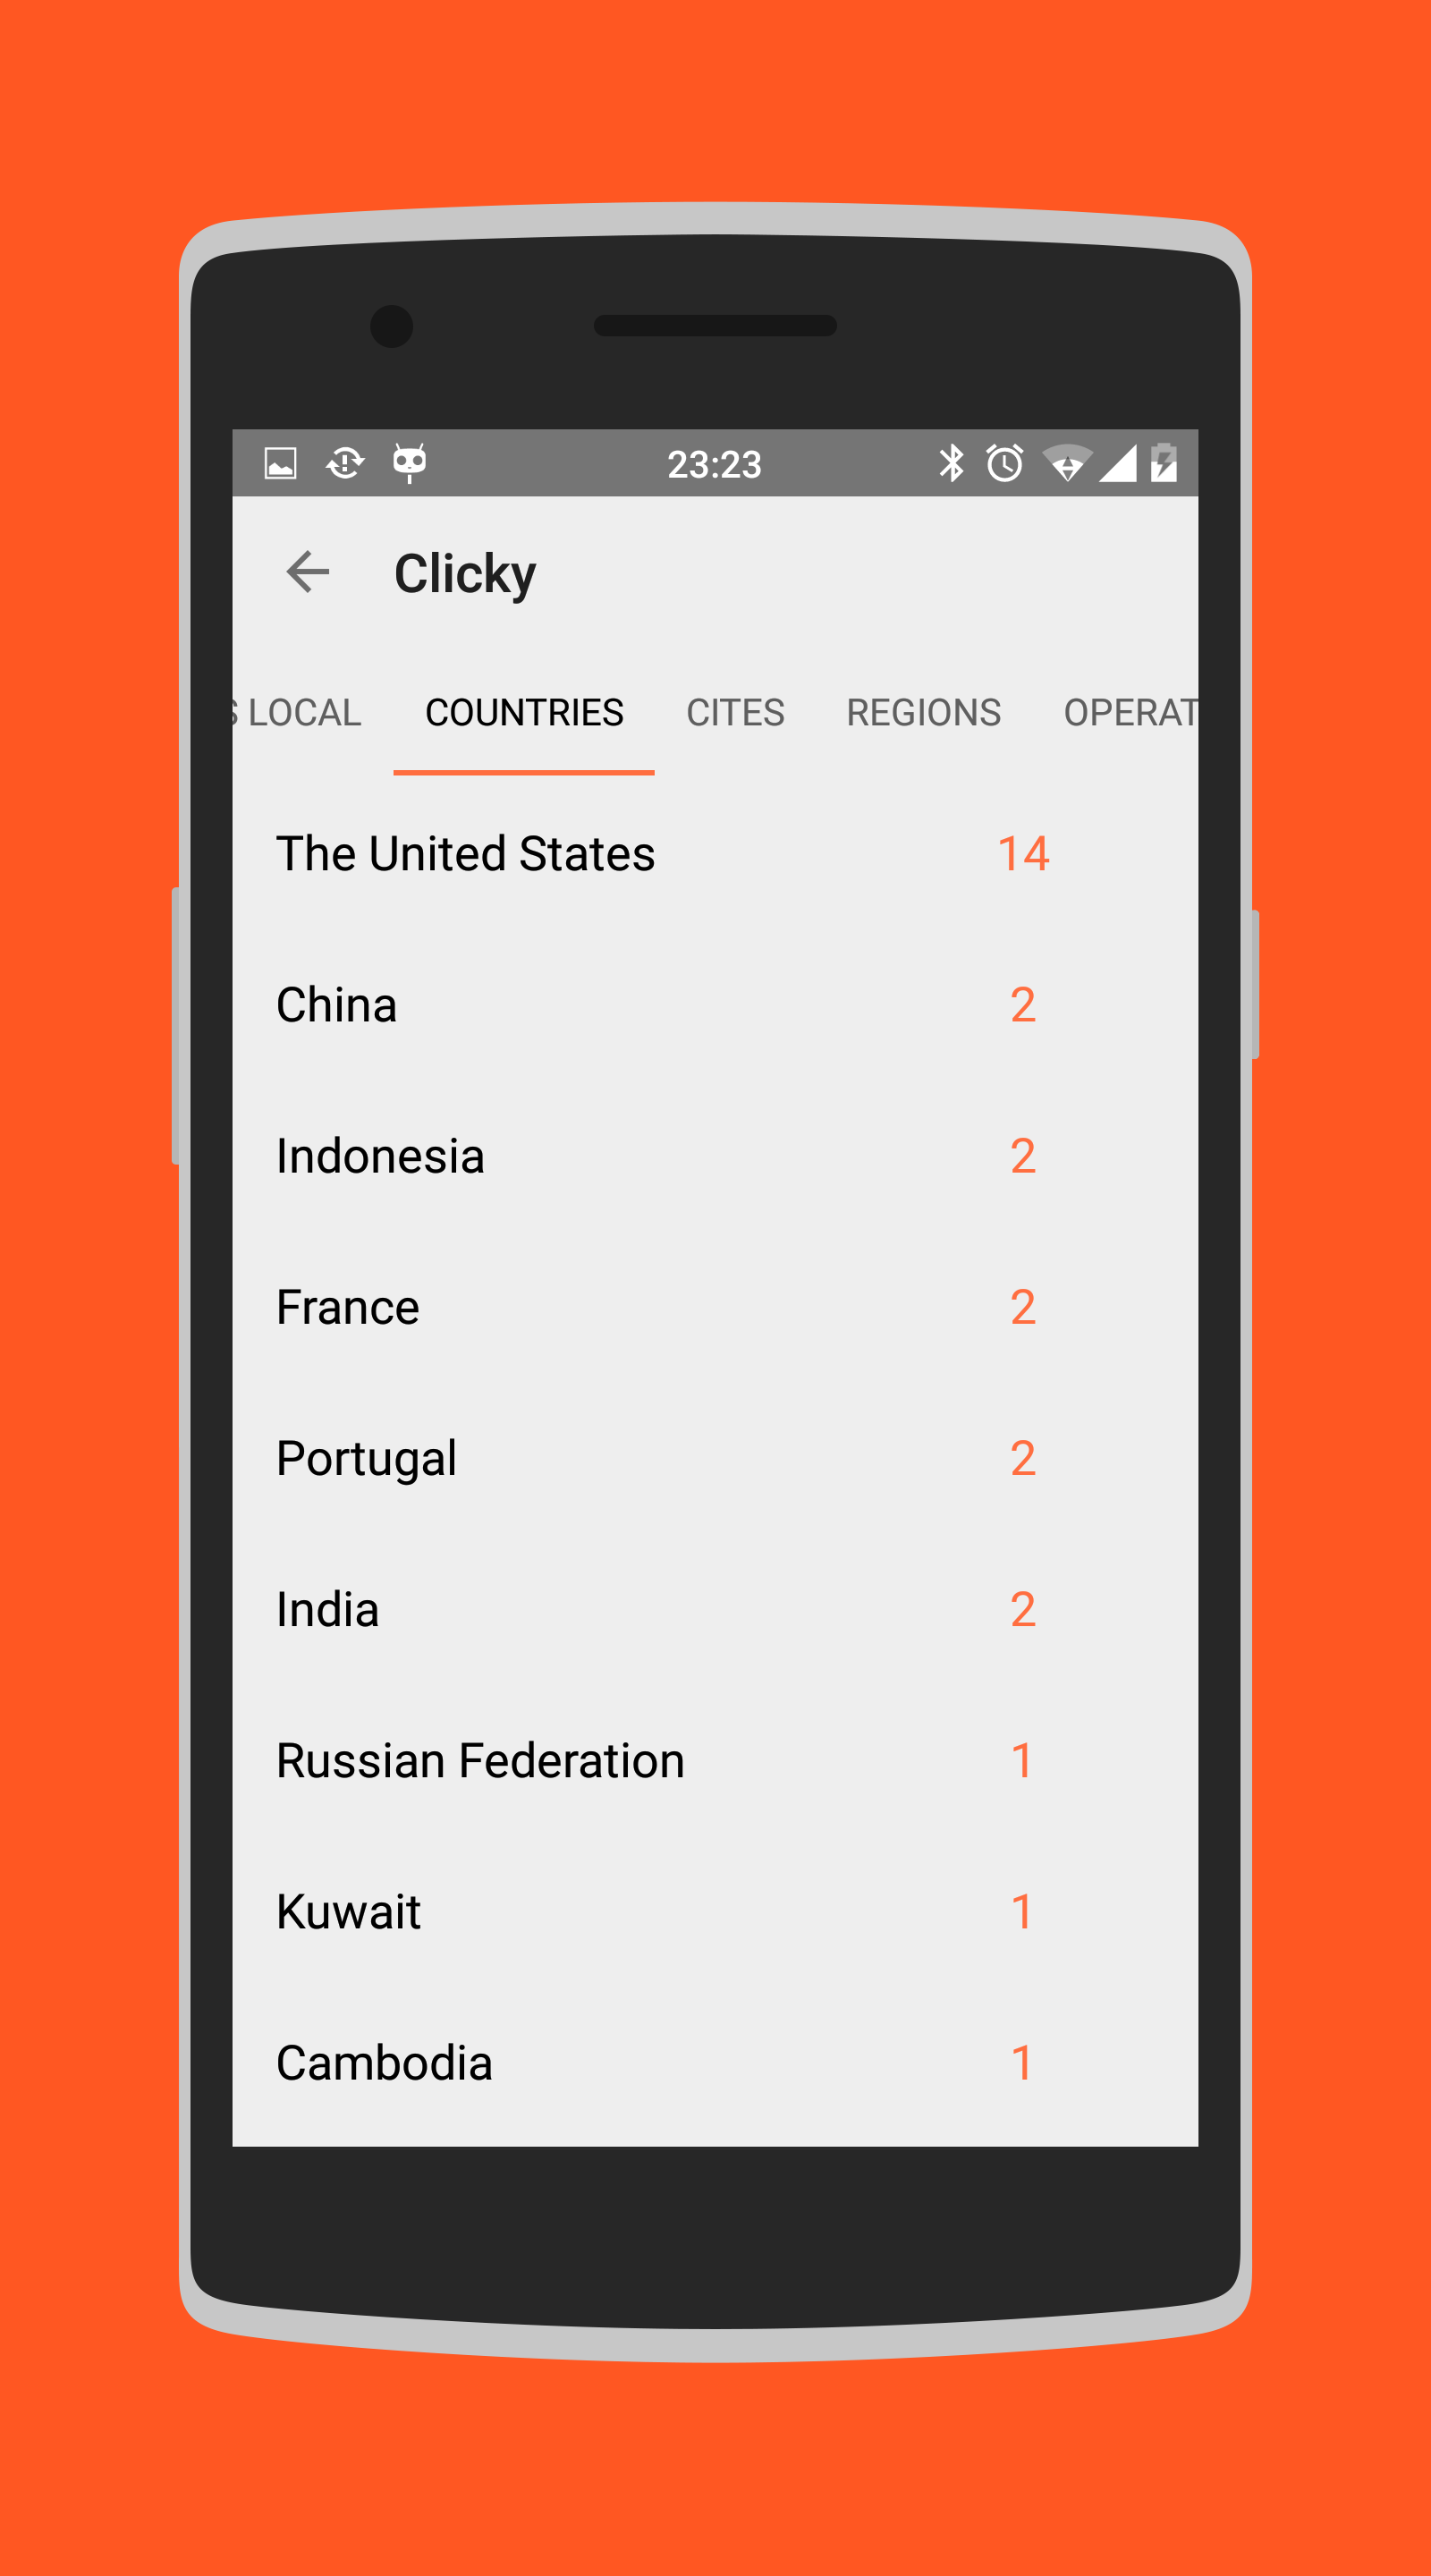 23:23
Clicky
S LOCAL COUNTRIES CITES REGIONS OPERAT
The United States 14
China 2
Indonesia 2
France 2
Portugal 2
India 2
Russian Federation 1
Kuwait 1
Cambodia 1